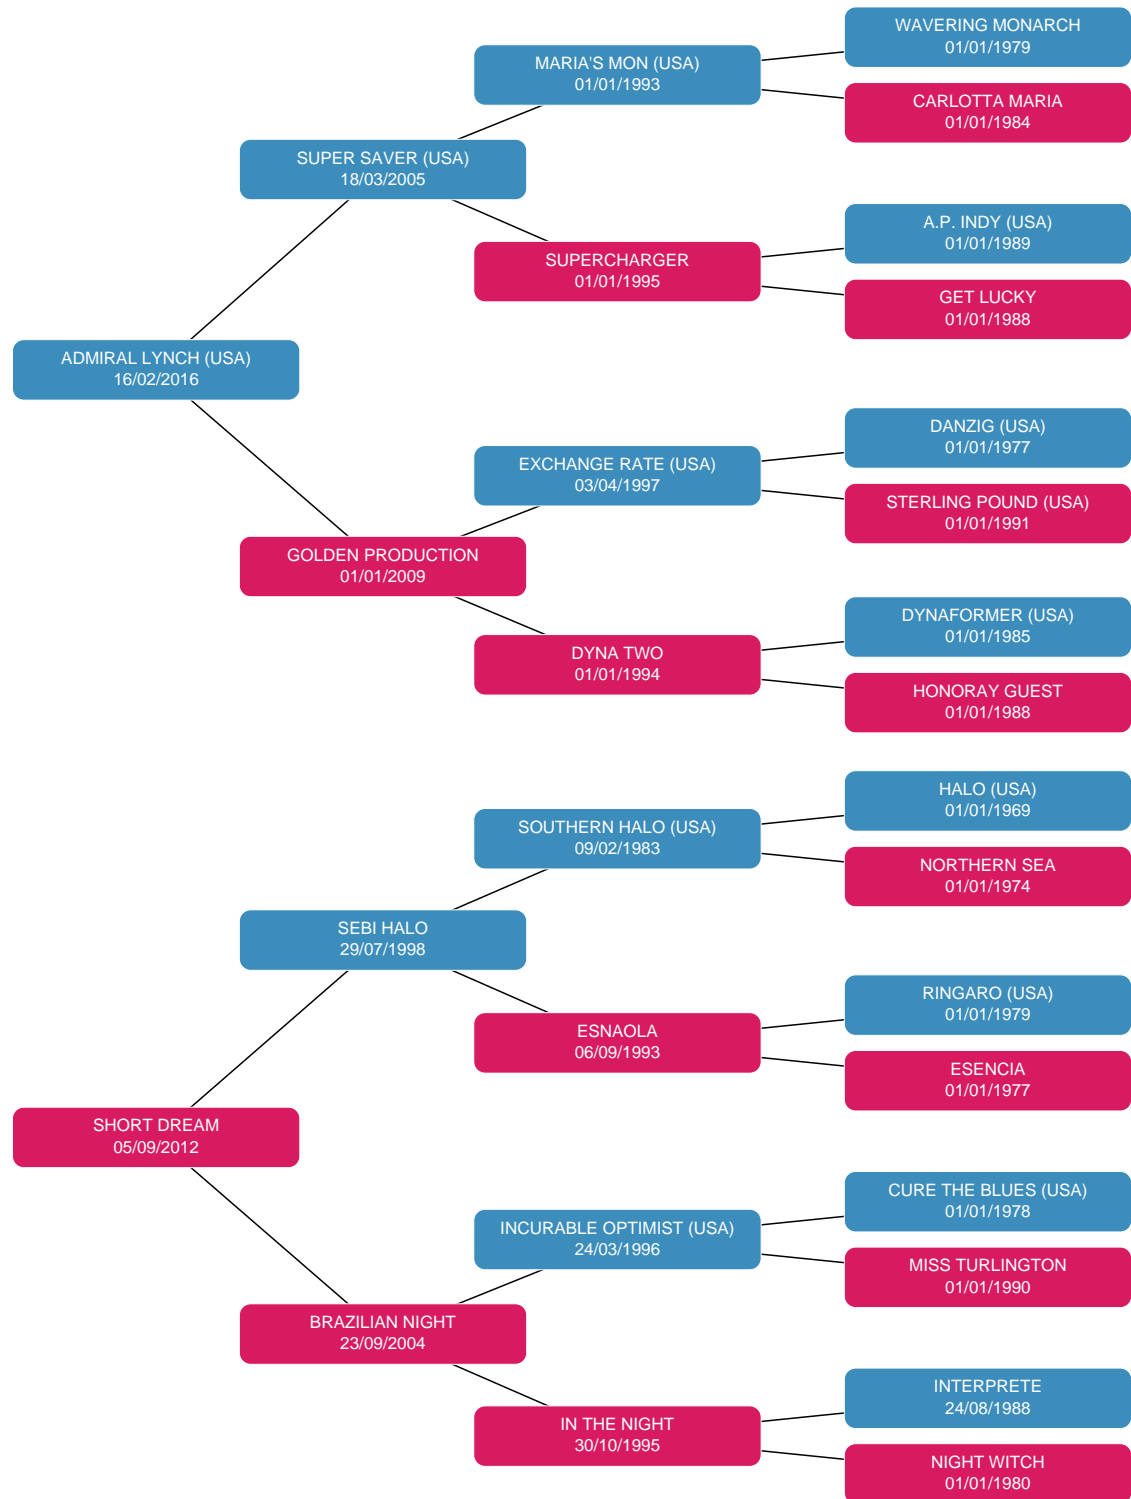 WAVERING MONARCH
01/01/1979
MARIA'S MON (USA)
01/01/1993
CARLOTTA MARIA
01/01/1984
SUPER SAVER (USA)
18/03/2005
A.P. INDY (USA)
01/01/1989
SUPERCHARGER
01/01/1995
GET LUCKY
01/01/1988
ADMIRAL LYNCH (USA)
16/02/2016
DANZIG (USA)
01/01/1977
EXCHANGE RATE (USA)
03/04/1997
STERLING POUND (USA)
01/01/1991
GOLDEN PRODUCTION
01/01/2009
DYNAFORMER (USA)
01/01/1985
DYNA TWO
01/01/1994
HONORAY GUEST
01/01/1988
HALO (USA)
01/01/1969
SOUTHERN HALO (USA)
09/02/1983
NORTHERN SEA
01/01/1974
SEBI HALO
29/07/1998
RINGARO (USA)
01/01/1979
ESNAOLA
06/09/1993
ESENCIA
01/01/1977
SHORT DREAM
05/09/2012
CURE THE BLUES (USA)
01/01/1978
INCURABLE OPTIMIST (USA)
24/03/1996
MISS TURLINGTON
01/01/1990
BRAZILIAN NIGHT
23/09/2004
INTERPRETE
24/08/1988
IN THE NIGHT
30/10/1995
NIGHT WITCH
01/01/1980